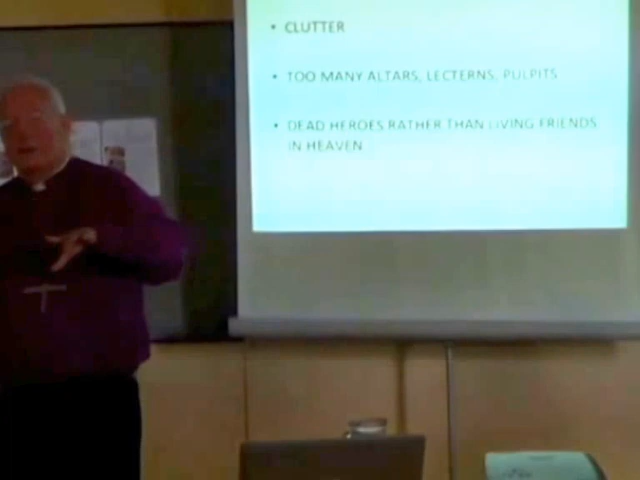 • CLUTTER
• TOO MANY ALTARS, LECTERNS, PULPITS
• DEAD HEROES RATHER THAN LIVING FRIENDS
IN HEAVEN